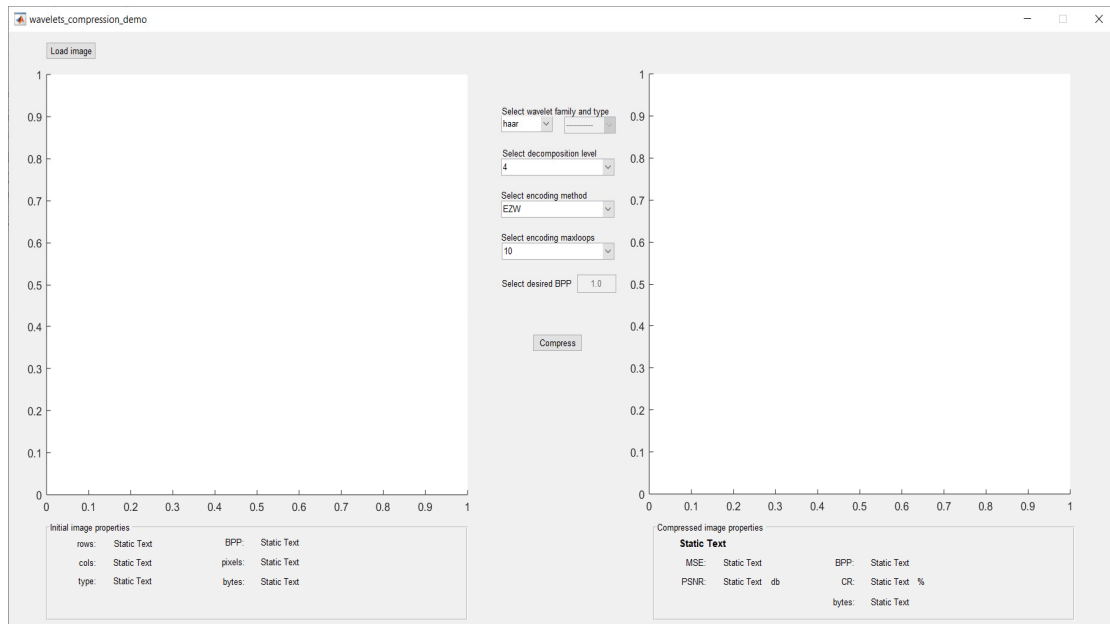 wavelets_compression_demo
Load image
1
0.9
0.8
0.7
0.6
0.5
0.4
0.3
0.2
0.1
0
0 0.1 0.2 0.3 0.4 0.5 0.6 0.7 0.8 0.9 1
Select wavelet family and type
haar ---------
Select decomposition level
4
Select encoding method
EZW
Select encoding maxloops
10
Select desired BPP 1.0
Compress
1
0.9
0.8
0.7
0.6
0.5
0.4
0.3
0.2
0.1
0
0 0.1 0.2 0.3 0.4 0.5 0.6 0.7 0.8 0.9 1
Initial image properties
rows: Static Text BPP: Static Text
cols: Static Text pixels: Static Text
type: Static Text bytes: Static Text
Compressed image properties
Static Text
MSE: Static Text BPP: Static Text
PSNR: Static Text db CR: Static Text %
bytes: Static Text